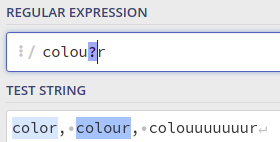 REGULAR EXPRESSION
/ colou?r
TEST STRING
color, colour, colouuuuuuur